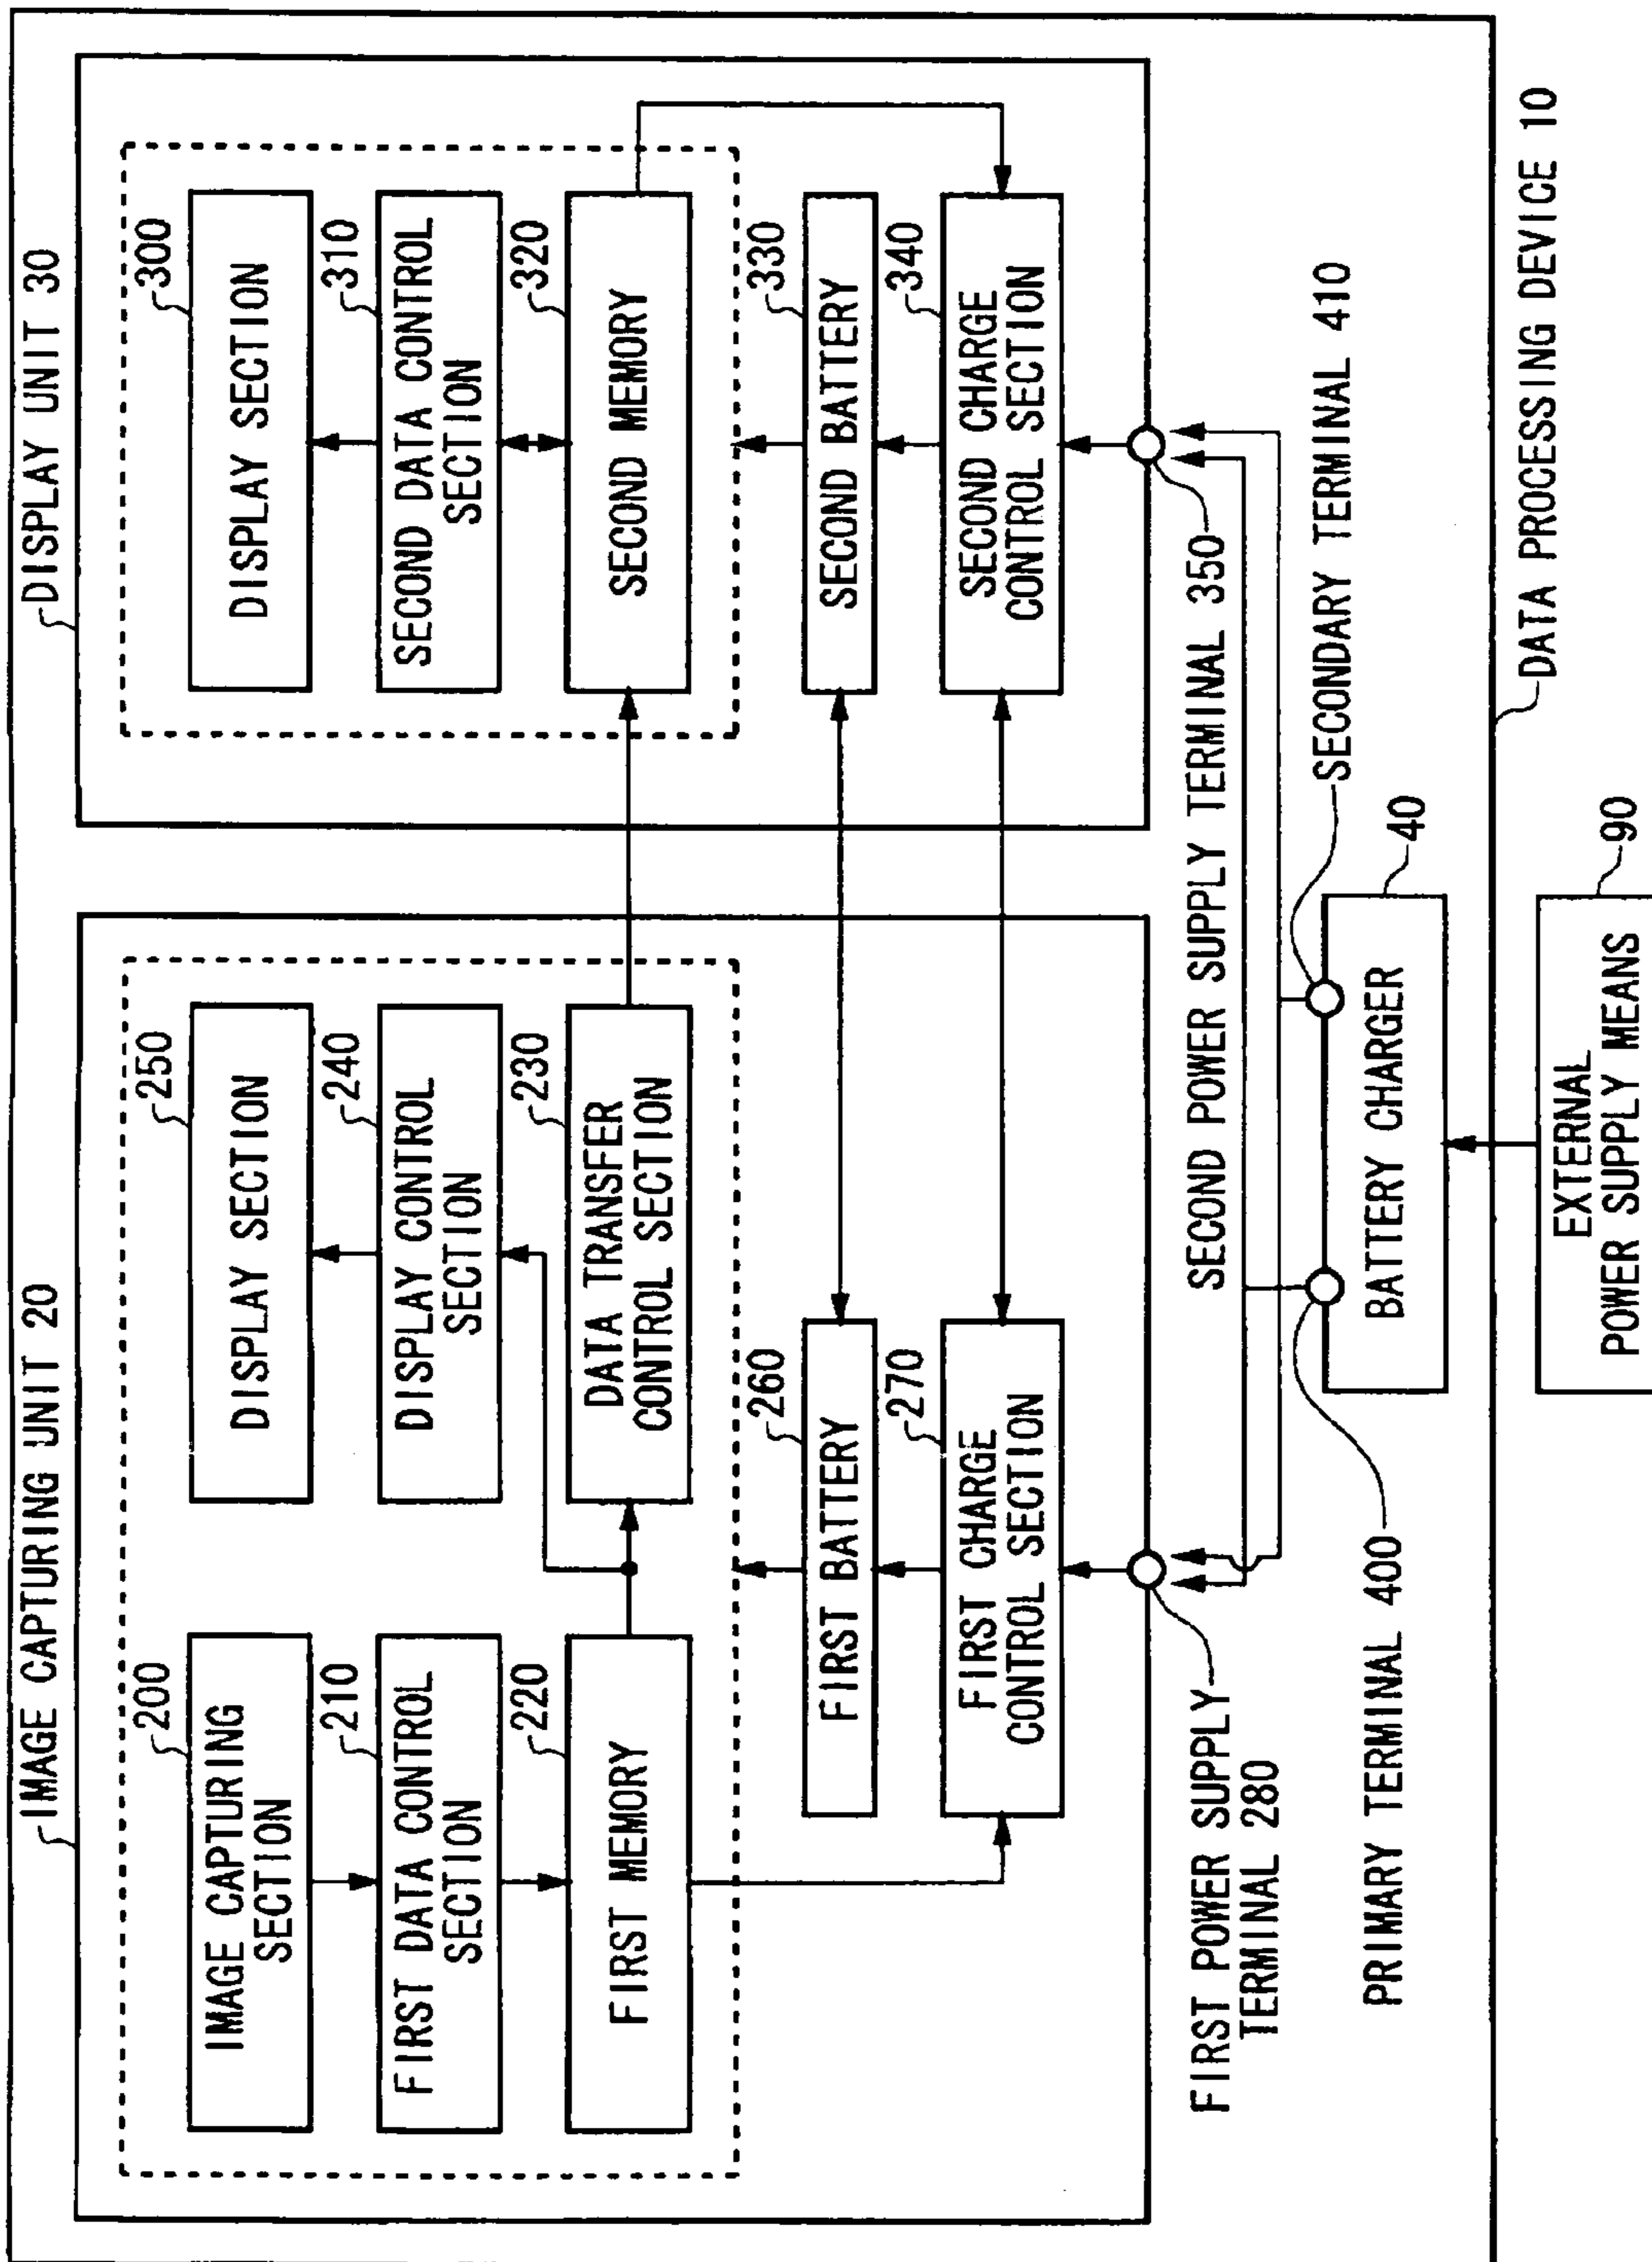 IMAGE CAPTURING UNIT 20
200
IMAGE CAPTURING
SECTION
210
FIRST DATA CONTROL
SECTION
220
FIRST MEMORY
250
DISPLAY SECTION
240
DISPLAY CONTROL
SECTION
230
DATA TRANSFER
CONTROL SECTION
260
FIRST BATTERY
270
FIRST CHARGE
CONTROL SECTION
FIRST POWER SUPPLY
TERMINAL 280
DISPLAY UNIT 30
300
DISPLAY SECTION
310
SECOND DATA CONTROL
SECTION
320
SECOND MEMORY
330
SECOND BATTERY
340
SECOND CHARGE
CONTROL SECTION
SECOND POWER SUPPLY TERMINAL 350
SECONDARY TERMINAL 410
PRIMARY TERMINAL 400
40
BATTERY CHARGER
DATA PROCESSING DEVICE 10
90
EXTERNAL
POWER SUPPLY MEANS